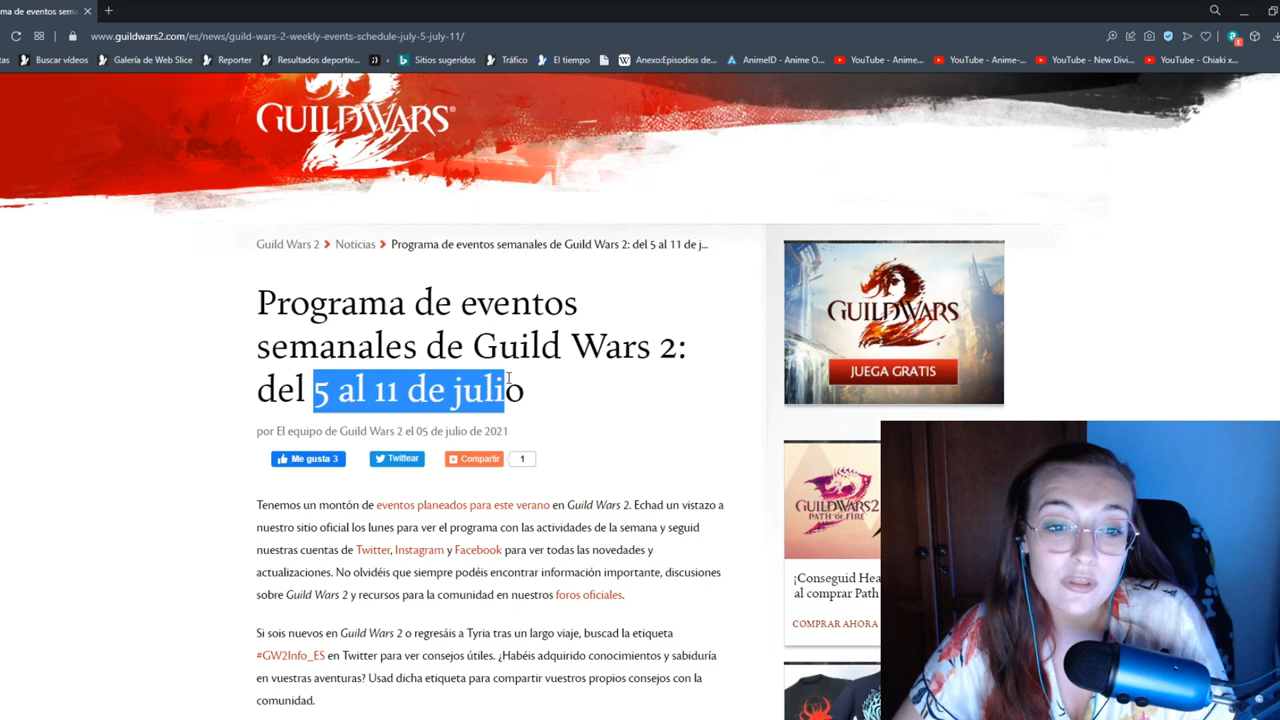 ma de eventos sem
www.guildwars2.com/es/news/guild-wars-2-weekly-events-schedule-july-5-july-11/
tas Buscar vídeos Galería de Web Slice Reporter Resultados deportiv... Sitios sugeridos Tráfico El tiempo Anexo:Episodios de... AnimeID - Anime O... YouTube - Anime... YouTube - Anime-... YouTube - New Divi... YouTube - Chiaki x...
GUILDWARS
Guild Wars 2 Noticias Programa de eventos semanales de Guild Wars 2: del 5 al 11 de j...
Programa de eventos
semanales de Guild Wars 2:
del 5 al 11 de julio
por El equipo de Guild Wars 2 el 05 de julio de 2021
Me gusta 3 Twittear Compartir 1
Tenemos un montón de eventos planeados para este verano en Guild Wars 2. Echad un vistazo a
nuestro sitio oficial los lunes para ver el programa con las actividades de la semana y seguid
nuestras cuentas de Twitter, Instagram y Facebook para ver todas las novedades y
actualizaciones. No olvidéis que siempre podéis encontrar información importante, discusiones
sobre Guild Wars 2 y recursos para la comunidad en nuestros foros oficiales.
Si sois nuevos en Guild Wars 2 o regresáis a Tyria tras un largo viaje, buscad la etiqueta
#GW2Info_ES en Twitter para ver consejos útiles. ¿Habéis adquirido conocimientos y sabiduría
en vuestras aventuras? Usad dicha etiqueta para compartir vuestros propios consejos con la
comunidad.
GUILDWARS
JUEGA GRATIS
GUILDWARS2
PATH OF FIRE
¡Conseguid Hea
al comprar Path
COMPRAR AHORA